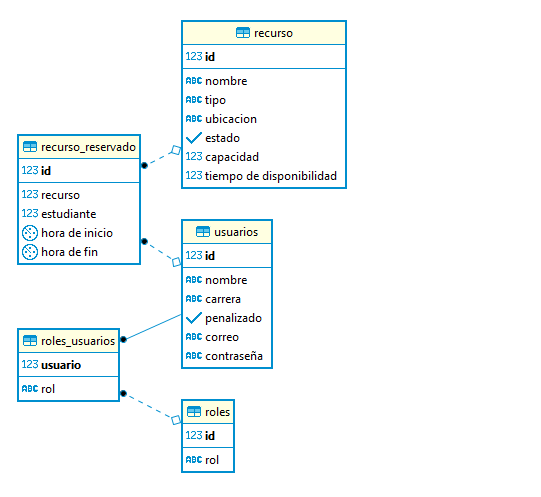 recurso
123 id
ABC nombre
ABC tipo
ABC ubicacion
estado
123 capacidad
123 tiempo de disponibilidad
recurso_reservado
123 id
123 recurso
123 estudiante
hora de inicio
hora de fin
usuarios
123 id
ABC nombre
ABC carrera
penalizado
ABC correo
ABC contraseña
roles_usuarios
123 usuario
ABC rol
roles
123 id
ABC rol